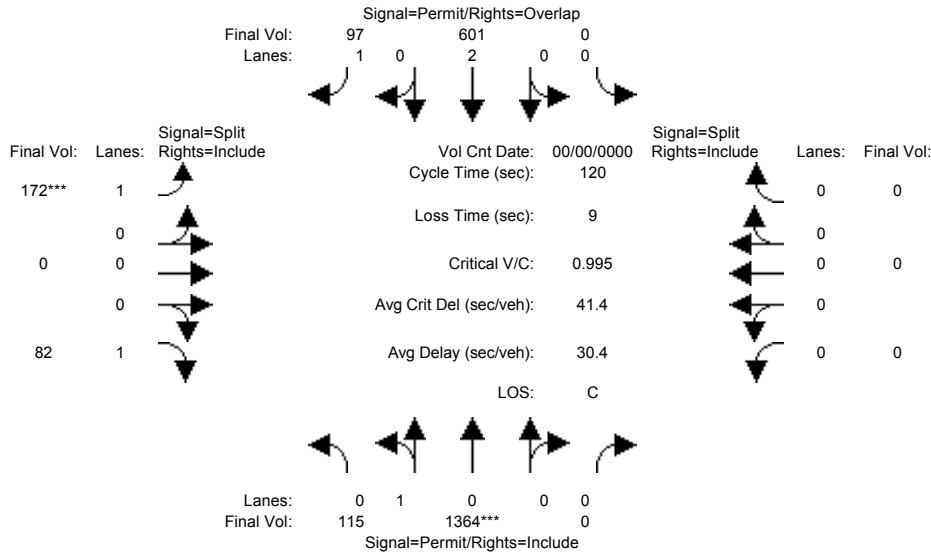 Signal=Permit/Rights=Overlap
Final Vol: 97 601 0
Lanes: 1 0 2 0 0
Signal=Split Signal=Split
Final Vol: Lanes: Rights=Include Vol Cnt Date: 00/00/0000 Rights=Include Lanes: Final Vol:
Cycle Time (sec): 120
172*** 1 0 0
Loss Time (sec): 9
0 0
0 0 Critical V/C: 0.995 0 0
0 Avg Crit Del (sec/veh): 41.4 0
82 1 Avg Delay (sec/veh): 30.4 0 0
LOS: C
Lanes: 0 1 0 0 0
Final Vol: 115 1364*** 0
Signal=Permit/Rights=Include